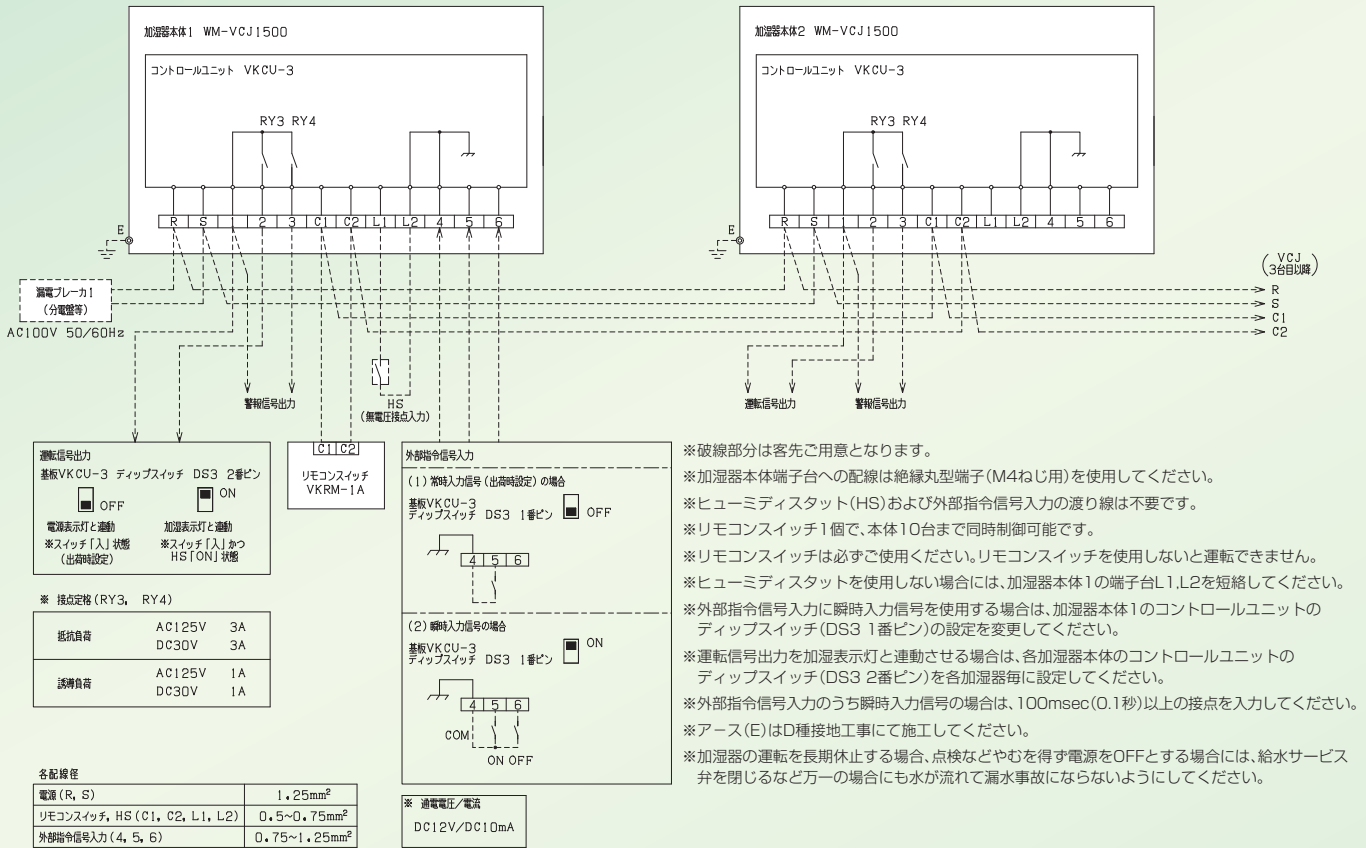 加湿器本体1 WM-VCJ1500
コントロールユニット VKCU-3
RY3 RY4
R S 1 2 3 C1 C2 L1 L2 4 5 6
E
加湿器本体2 WM-VCJ1500
コントロールユニット VKCU-3
RY3 RY4
R S 1 2 3 C1 C2 L1 L2 4 5 6
E
漏電ブレーカ1
(分電盤等)
AC100V 50/60Hz
(VCJ
3台目以降)
R
S
C1
C2
警報信号出力
HS
(無電圧接点入力)
運転信号出力
警報信号出力
運転信号出力
基板VKCU-3 ディップスイッチ DS3 2番ピン
OFF
ON
電源表示灯と連動
※スイッチ「入」状態
(出荷時設定)
加湿表示灯と連動
※スイッチ「入」かつ
HS「ON」状態
C1 C2
リモコンスイッチ
VKRM-1A
外部指令信号入力
(1) 常時入力信号(出荷時設定)の場合
基板VKCU-3
ディップスイッチ DS3 1番ピン
OFF
4 5 6
(2) 瞬時入力信号の場合
基板VKCU-3
ディップスイッチ DS3 1番ピン
ON
4 5 6
COM
ON OFF
※ 接点定格(RY3, RY4)
抵抗負荷
AC125V 3A
DC30V 3A
誘導負荷
AC125V 1A
DC30V 1A
各配線径
電源(R, S) 1.25mm²
リモコンスイッチ, HS(C1, C2, L1, L2) 0.5~0.75mm²
外部指令信号入力(4, 5, 6) 0.75~1.25mm²
※ 通電電圧/電流
DC12V/DC10mA
※破線部分は客先ご用意となります。
※加湿器本体端子台への配線は絶縁丸型端子(M4ねじ用)を使用してください。
※ヒューミディスタット(HS)および外部指令信号入力の渡り線は不要です。
※リモコンスイッチ1個で、本体10台まで同時制御可能です。
※リモコンスイッチは必ずご使用ください。リモコンスイッチを使用しないと運転できません。
※ヒューミディスタットを使用しない場合には、加湿器本体1の端子台L1,L2を短絡してください。
※外部指令信号入力に瞬時入力信号を使用する場合は、加湿器本体1のコントロールユニットの
ディップスイッチ(DS3 1番ピン)の設定を変更してください。
※運転信号出力を加湿表示灯と連動させる場合は、各加湿器本体のコントロールユニットの
ディップスイッチ(DS3 2番ピン)を各加湿器毎に設定してください。
※外部指令信号入力のうち瞬時入力信号の場合は、100msec(0.1秒)以上の接点を入力してください。
※アース(E)はD種接地工事にて施工してください。
※加湿器の運転を長期休止する場合、点検などやむを得ず電源をOFFとする場合には、給水サービス
弁を閉じるなど万一の場合にも水が流れて漏水事故にならないようにしてください。